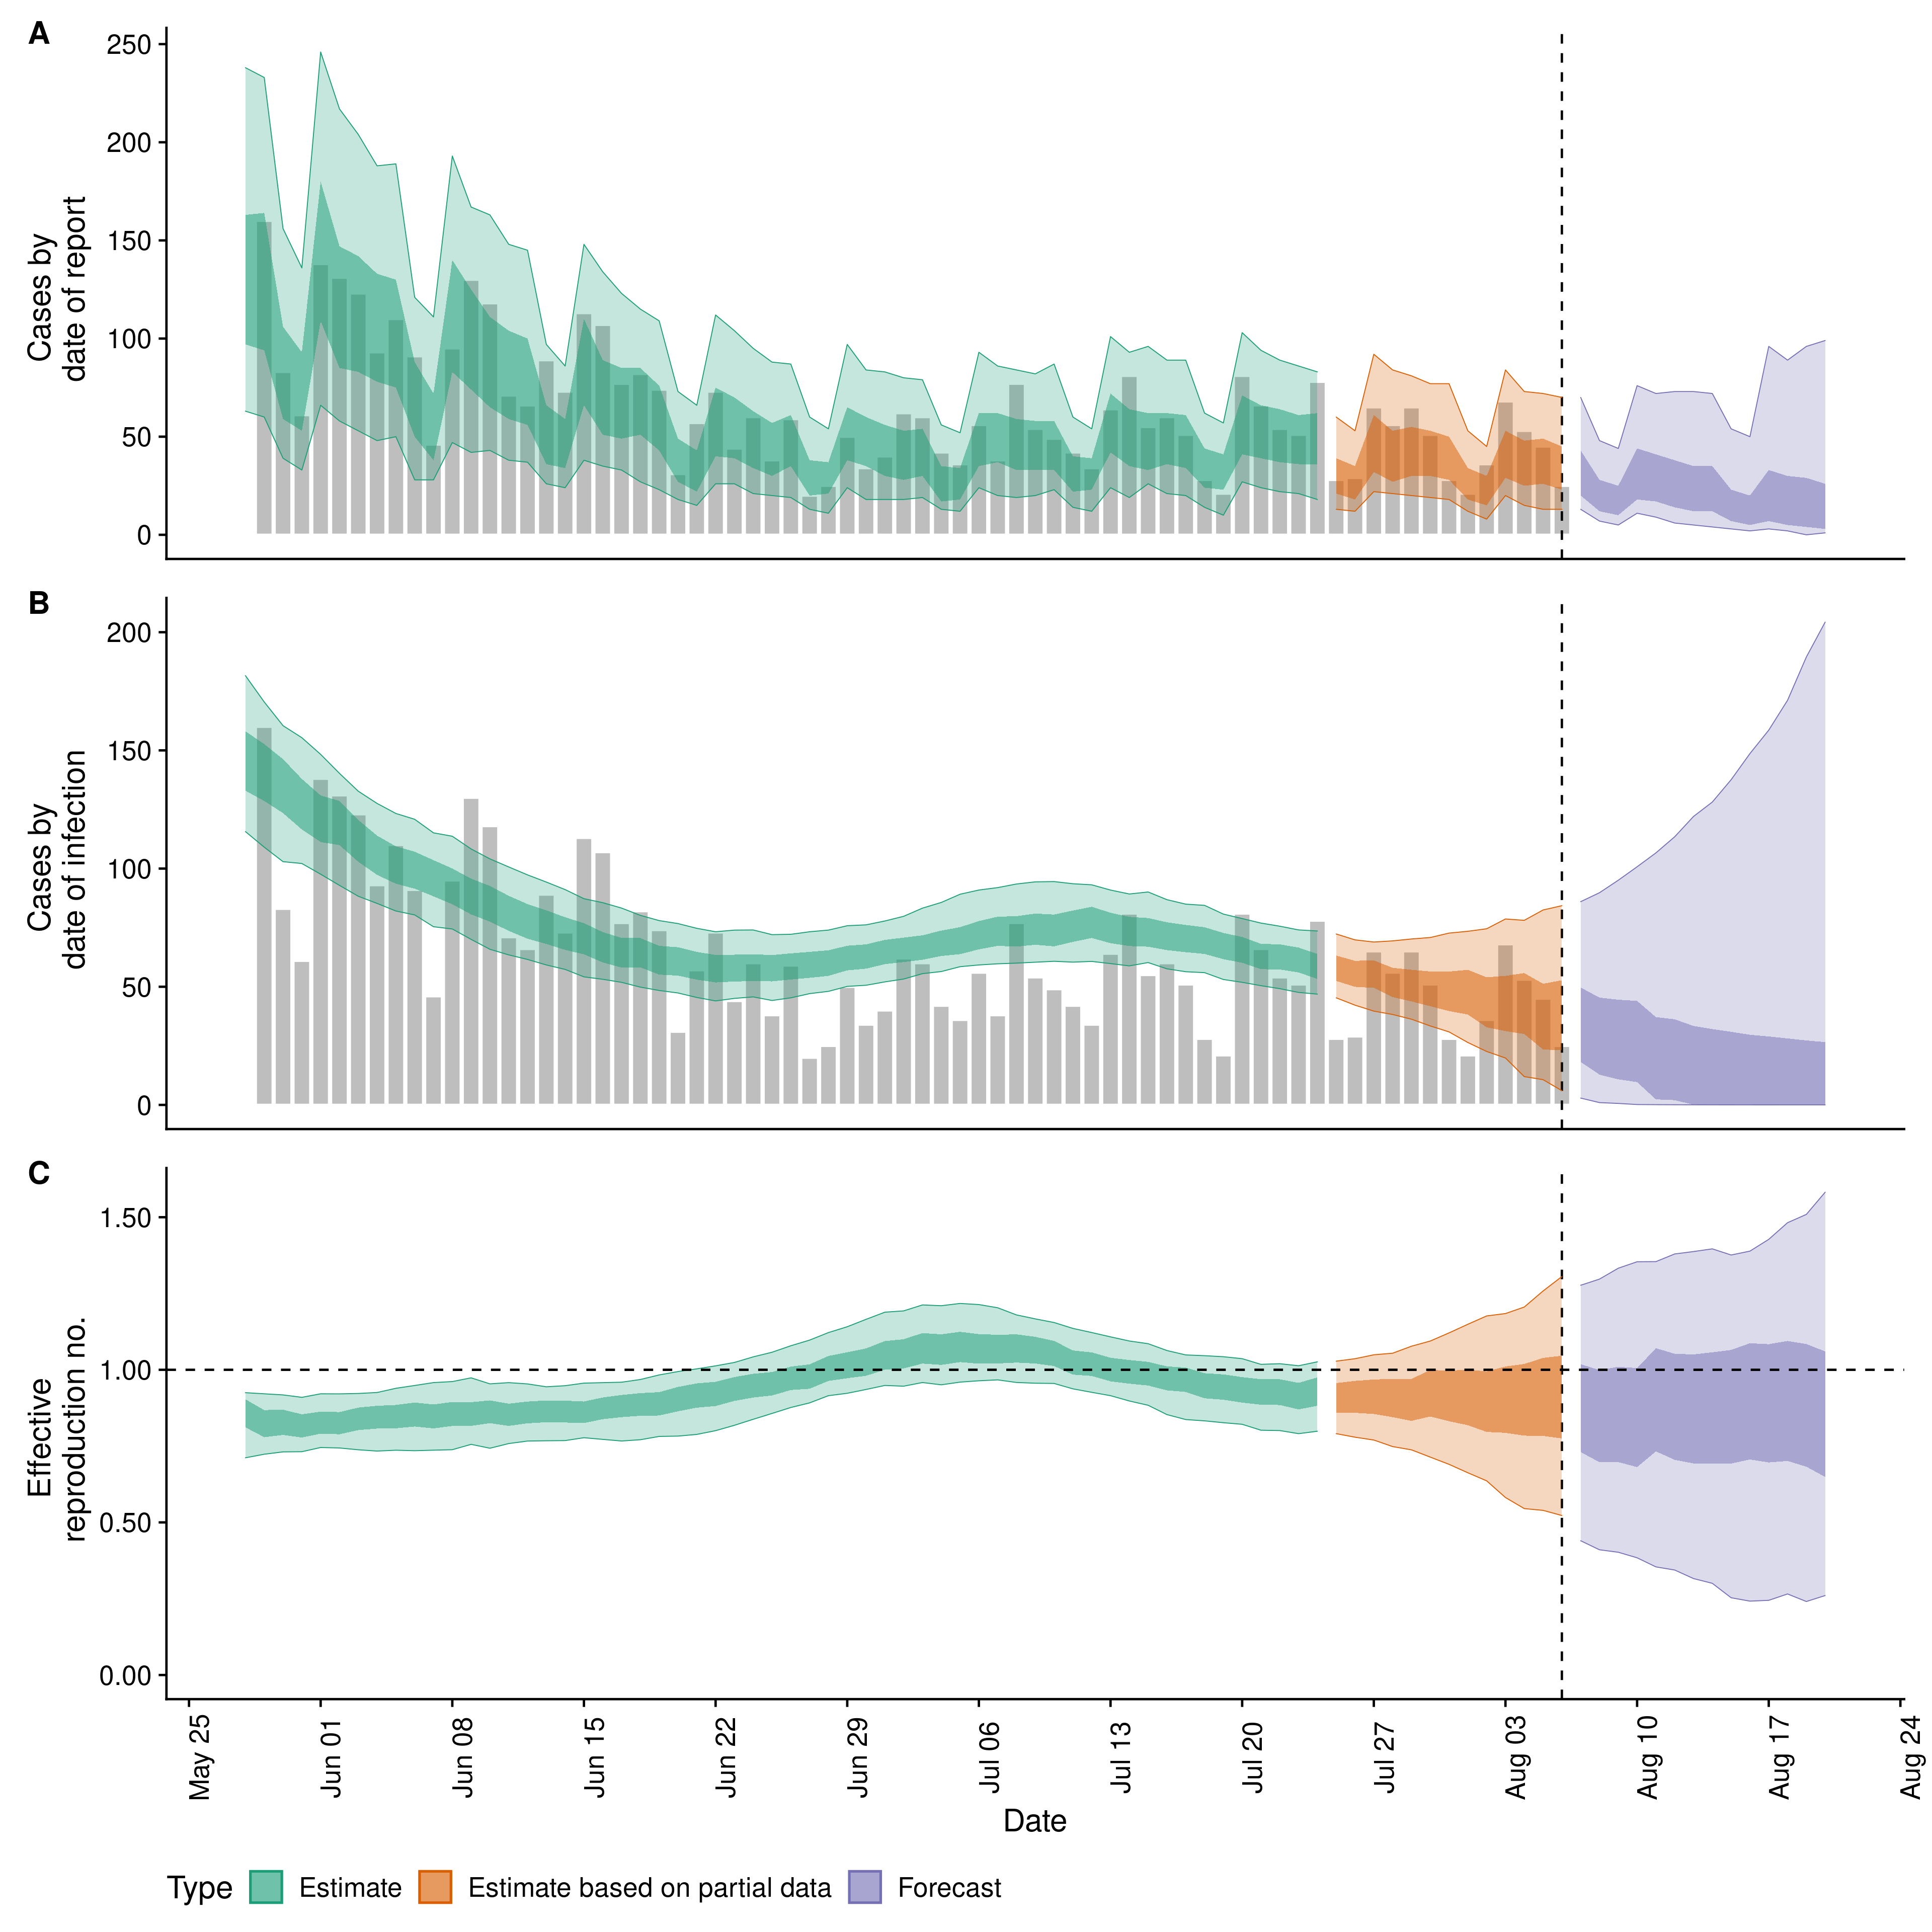 A
250
200
150
100
50
0
Cases by
date of report
B
200
150
100
50
0
Cases by
date of infection
C
1.50
1.00
0.50
0.00
Effective
reproduction no.
May 25
Jun 01
Jun 08
Jun 15
Jun 22
Jun 29
Jul 06
Jul 13
Jul 20
Jul 27
Aug 03
Aug 10
Aug 17
Aug 24
Date
Type Estimate Estimate based on partial data Forecast